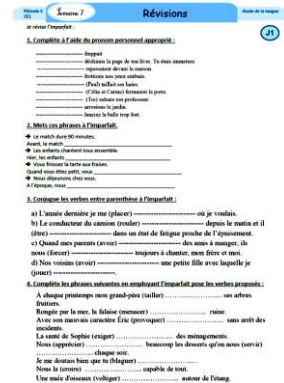 Période 5
CE2
Semaine 7
Révisions
étude de la langue
Je révise l'imparfait :
J1
1. Complète à l'aide du pronom personnel approprié :
---------------- frappait
---------------- déchirais la page de ton livre. Tu étais immature.
---------------- repassaient devant la maison.
---------------- frottions nos yeux embués.
---------------- (Paul) taillait ses haies.
---------------- (Célia et Carine) fermaient la porte.
---------------- (Toi) saluais ton professeur.
---------------- arrosions le jardin.
---------------- lanciez la balle trop fort.
2. Mets ces phrases à l'imparfait.
➔ Le match dure 90 minutes.
Avant, le match
➔ Les enfants chantent tous ensemble.
Hier, les enfants
➔ Vous finissez la tarte aux fraises.
Quand vous étiez petit, vous
➔ Nous déjeunons chez vous.
A l'époque, nous
3. Conjugue les verbes entre parenthèse à l'imparfait :
a) L'année dernière je me (placer) ---------------- où je voulais.
b) Le conducteur du camion (rouler) ---------------- depuis le matin et il
(être) ---------------- dans un état de fatigue proche de l'épuisement.
c) Quand mes parents (avoir) ---------------- des amis à manger, ils
nous (forcer) ---------------- toujours à chanter, mon frère et moi.
d) Nos voisins (avoir) ---------------- une petite fille avec laquelle je
(jouer) ----------------.
4. Complète les phrases suivantes en employant l'imparfait pour les verbes proposés :
À chaque printemps mon grand-père (tailler) ………………… ses arbres
fruitiers.
Rongée par la mer, la falaise (menacer) ………………… ruine.
Avec son mauvais caractère Éric (provoquer) ………………… sans arrêt des
incidents.
La santé de Sophie (exiger) ………………… des ménagements.
Nous (apprécier) ………………… beaucoup les desserts qu'on nous (servir)
………………… chaque soir.
Je me doutais bien que tu (blaguer) ………………… .
Nous la (croire) ………………… capable de tout.
Une nuée d'oiseaux (voltiger) ………………… autour de l'étang.